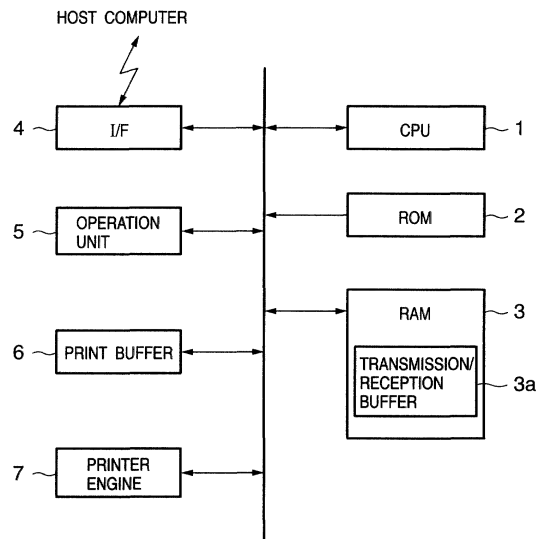 HOST COMPUTER
4
I/F
CPU
1
5
OPERATION
UNIT
ROM
2
RAM
3
6
PRINT BUFFER
TRANSMISSION/
RECEPTION
BUFFER
3a
7
PRINTER
ENGINE